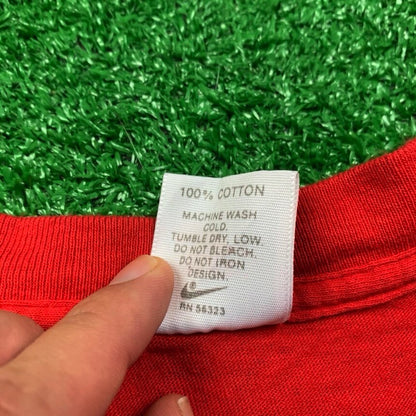 100% COTTON
MACHINE WASH
COLD.
TUMBLE DRY, LOW.
DO NOT BLEACH.
DO NOT IRON
DESIGN.
®
RN 56323